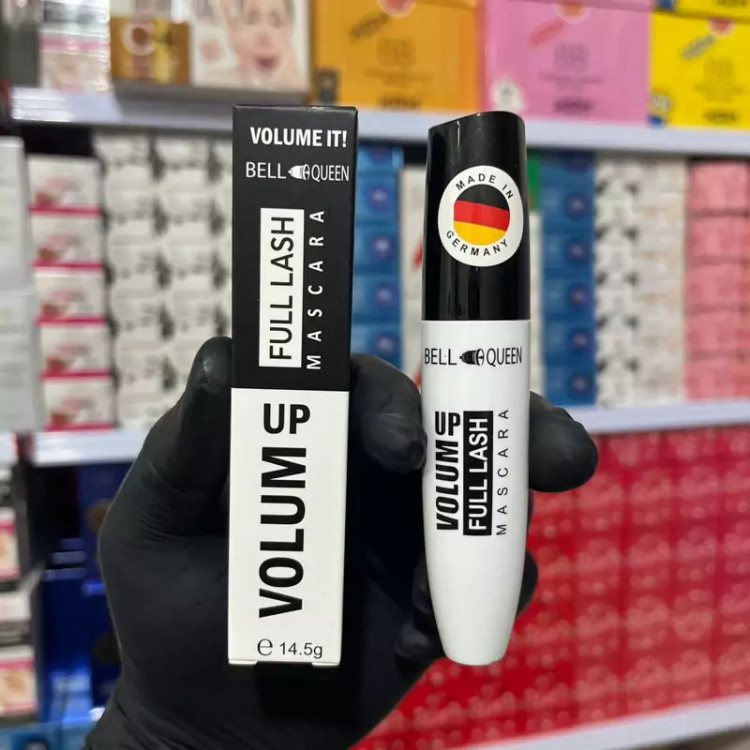 VOLUME IT!
BELL QUEEN
FULL LASH
MASCARA
VOLUM UP
e 14.5g
MADE IN
GERMANY
BELL QUEEN
VOLUM UP
FULL LASH
MASCARA